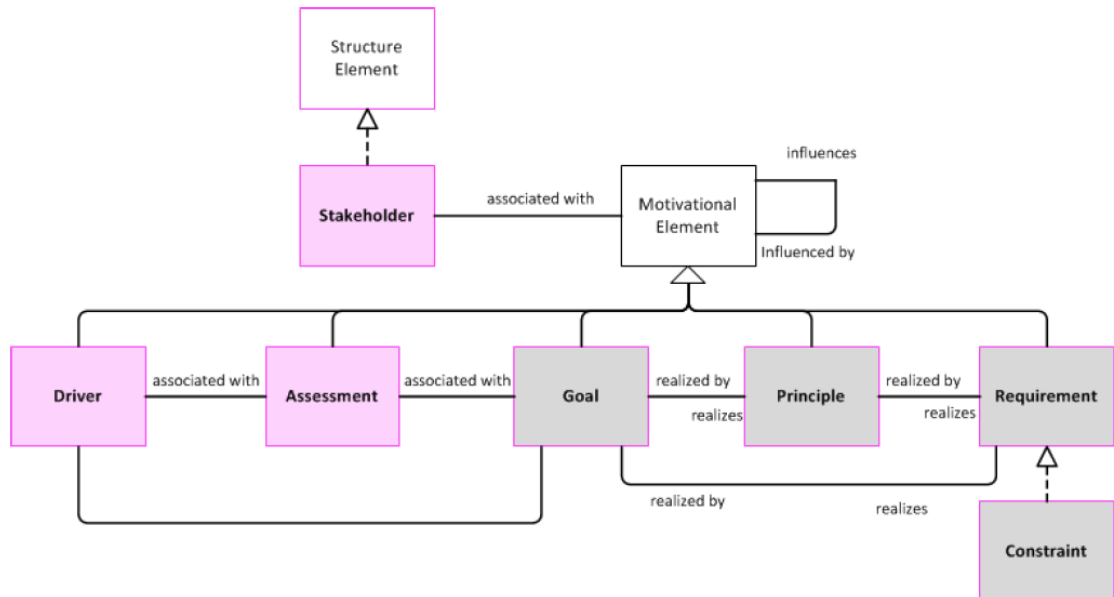 Structure
Element
influences
Stakeholder
associated with
Motivational
Element
Influenced by
Driver
associated with
Assessment
associated with
Goal
realized by
realizes
Principle
realized by
realizes
Requirement
realized by
realizes
Constraint